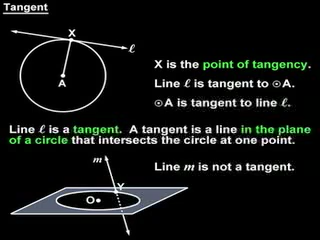 Tangent
X
ℓ
A
X is the point of tangency.
Line ℓ is tangent to ⊙A.
⊙A is tangent to line ℓ.
Line ℓ is a tangent. A tangent is a line in the plane
of a circle that intersects the circle at one point.
m
Line m is not a tangent.
Y
O